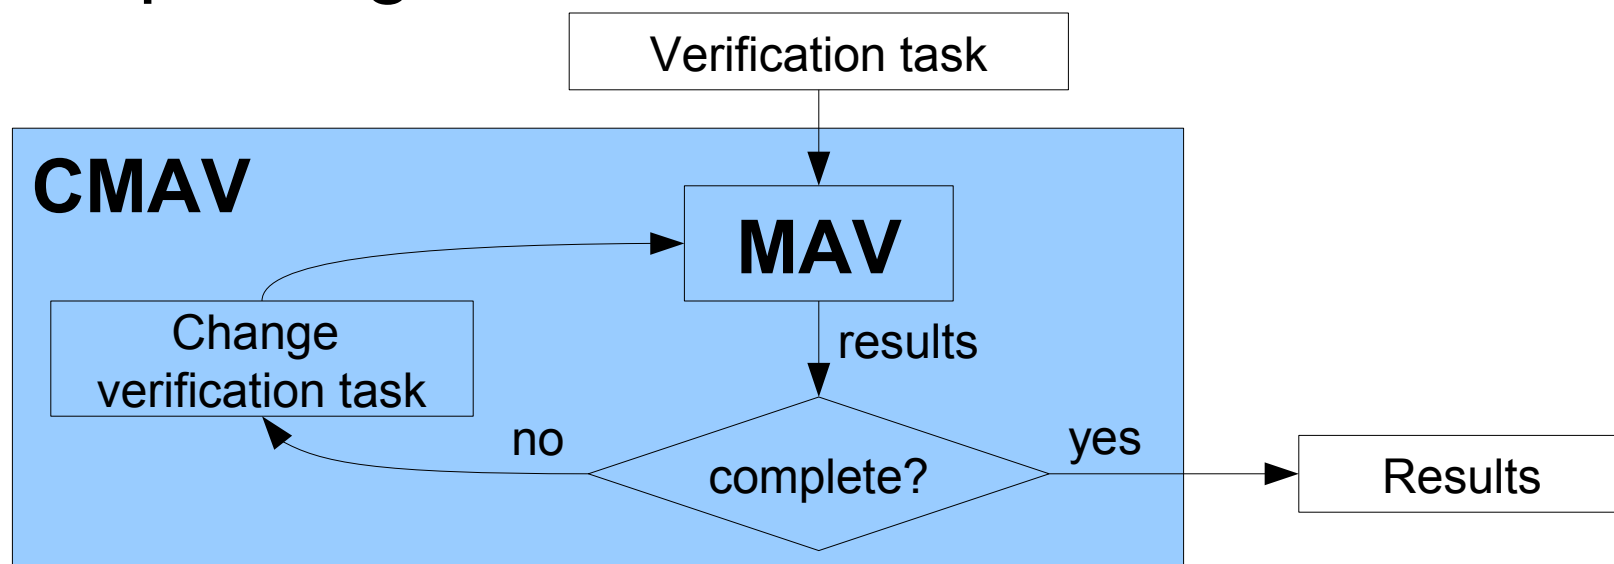 Verification task
CMAV
MAV
Change
verification task
results
no
yes
complete?
Results